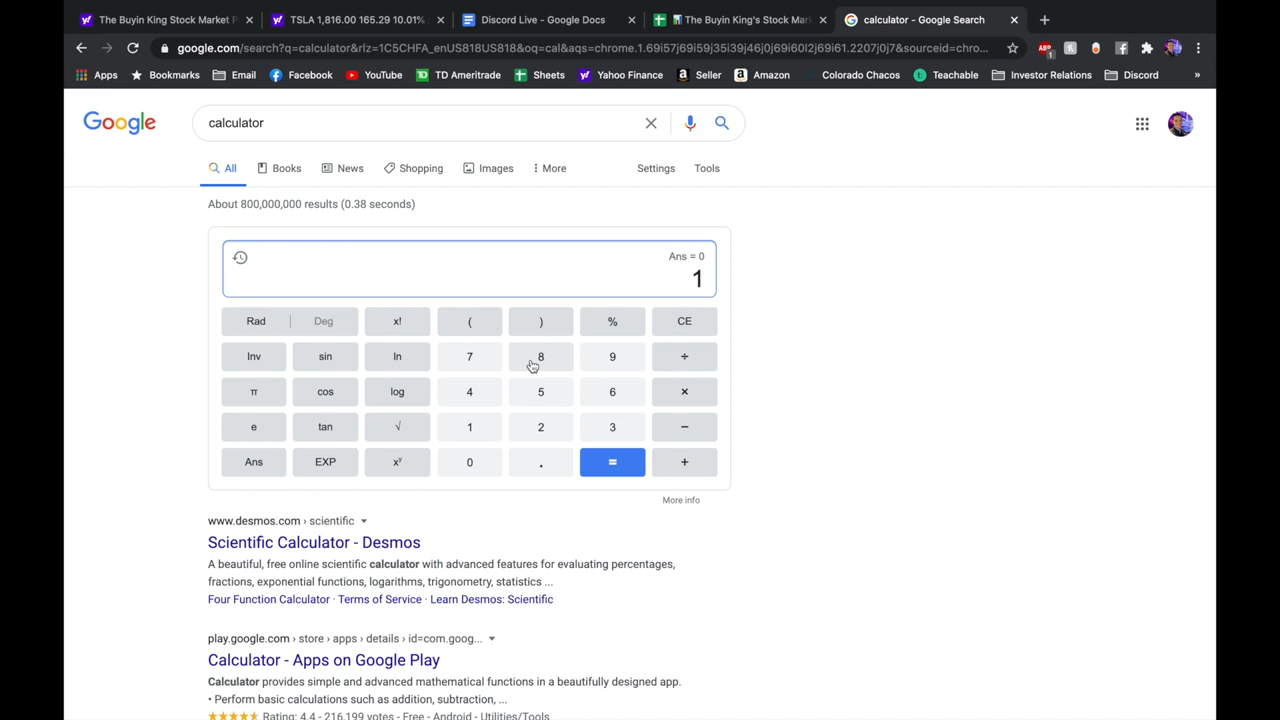 The Buyin King Stock Market P
TSLA 1,816.00 165.29 10.01%
Discord Live - Google Docs
The Buyin King's Stock Mar
calculator - Google Search
google.com/search?q=calculator&rlz=1C5CHFA_enUS818US818&oq=cal&aqs=chrome.1.69i57j69i59j35i39j46j0j69i60l2j69i61.2207j0j7&sourceid=chro...
Apps
Bookmarks
Email
Facebook
YouTube
TD Ameritrade
Sheets
Yahoo Finance
Seller
Amazon
Colorado Chacos
Teachable
Investor Relations
Discord
»
Google
calculator
All
Books
News
Shopping
Images
More
Settings
Tools
About 800,000,000 results (0.38 seconds)
Ans = 0
1
Rad Deg x! ( ) % CE
Inv sin ln 7 8 9 ÷
π cos log 4 5 6 ×
e tan √ 1 2 3 −
Ans EXP xʸ 0 . = +
More info
www.desmos.com › scientific
Scientific Calculator - Desmos
A beautiful, free online scientific calculator with advanced features for evaluating percentages,
fractions, exponential functions, logarithms, trigonometry, statistics ...
Four Function Calculator · Terms of Service · Learn Desmos: Scientific
play.google.com › store › apps › details › id=com.goog...
Calculator - Apps on Google Play
Calculator provides simple and advanced mathematical functions in a beautifully designed app.
• Perform basic calculations such as addition, subtraction, ...
Rating: 4.4 - 216,199 votes - Free - Android - Utilities/Tools